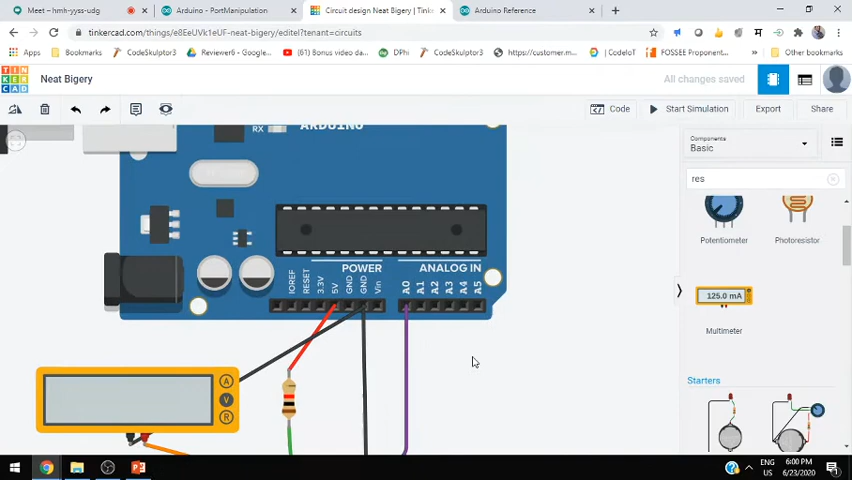 Meet – hmh-yyss-udg
Arduino - PortManipulation
Circuit design Neat Bigery | Tinker
Arduino Reference
tinkercad.com/things/e8EeUVk1eUF-neat-bigery/editel?tenant=circuits
Apps
Bookmarks
CodeSkulptor3
Reviewer6 - Google...
(61) Bonus video da...
DPhi
CodeSkulptor3
https://customer.m...
CodeIoT
FOSSEE Proponent...
TIN
KER
CAD
Neat Bigery
All changes saved
Code
Start Simulation
Export
Share
Components
Basic
res
Potentiometer
Photoresistor
125.0 mA
Multimeter
Starters
RX
ARDUINO
POWER
ANALOG IN
IOREF
RESET
3.3V
5V
GND
GND
Vin
A0
A1
A2
A3
A4
A5
A
V
R
ENG
US
6:00 PM
6/23/2020